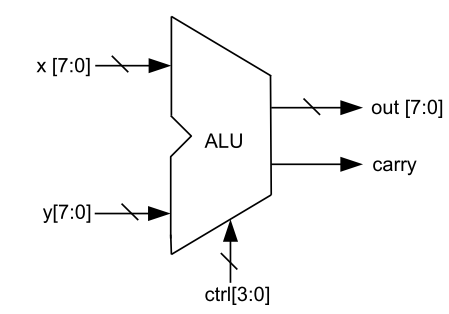 x [7:0]
out [7:0]
ALU
carry
y[7:0]
ctrl[3:0]